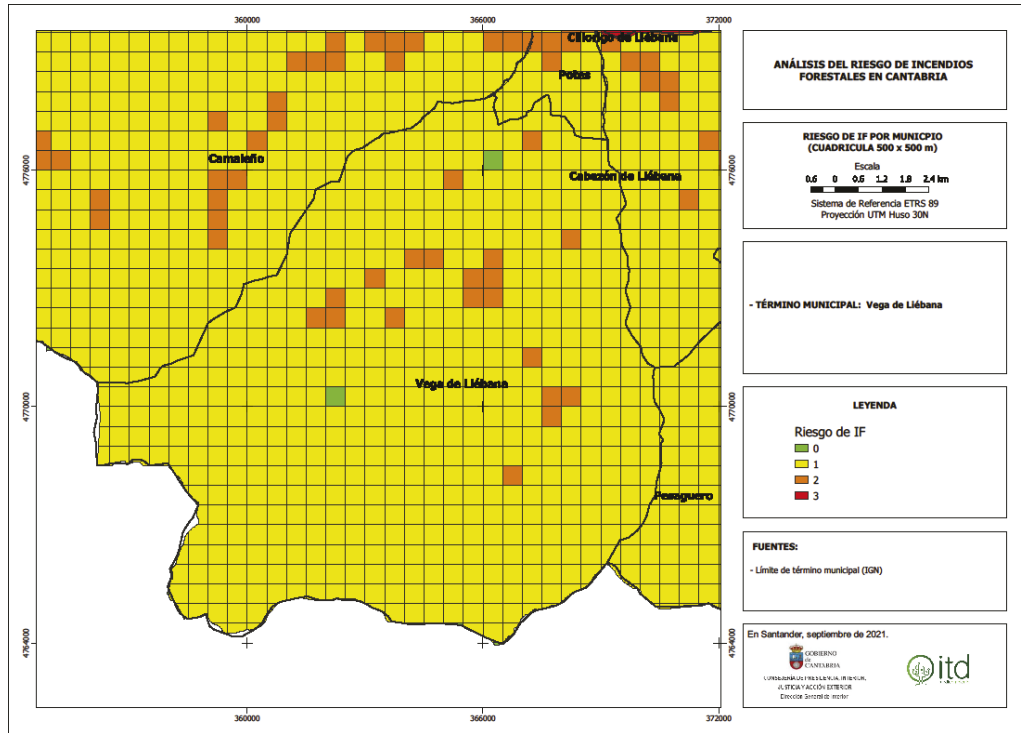 360000
366000
372000
Cillorigo de Liébana
Potes
Camaleño
Cabezón de Liébana
Vega de Liébana
Pesaguero
4776000
4776000
4770000
4770000
4764000
4764000
360000
366000
372000
ANÁLISIS DEL RIESGO DE INCENDIOS
FORESTALES EN CANTABRIA
RIESGO DE IF POR MUNICPIO
(CUADRICULA 500 x 500 m)
Escala
0.6 0 0.6 1.2 1.8 2.4 km
Sistema de Referencia ETRS 89
Proyección UTM Huso 30N
- TÉRMINO MUNICIPAL: Vega de Liébana
LEYENDA
Riesgo de IF
0
1
2
3
FUENTES:
- Límite de término municipal (IGN)
En Santander, septiembre de 2021.
GOBIERNO
de
CANTABRIA
CONSEJERÍA DE PRESIDENCIA, INTERIOR,
JUSTICIA Y ACCIÓN EXTERIOR
Dirección General de Interior
itd